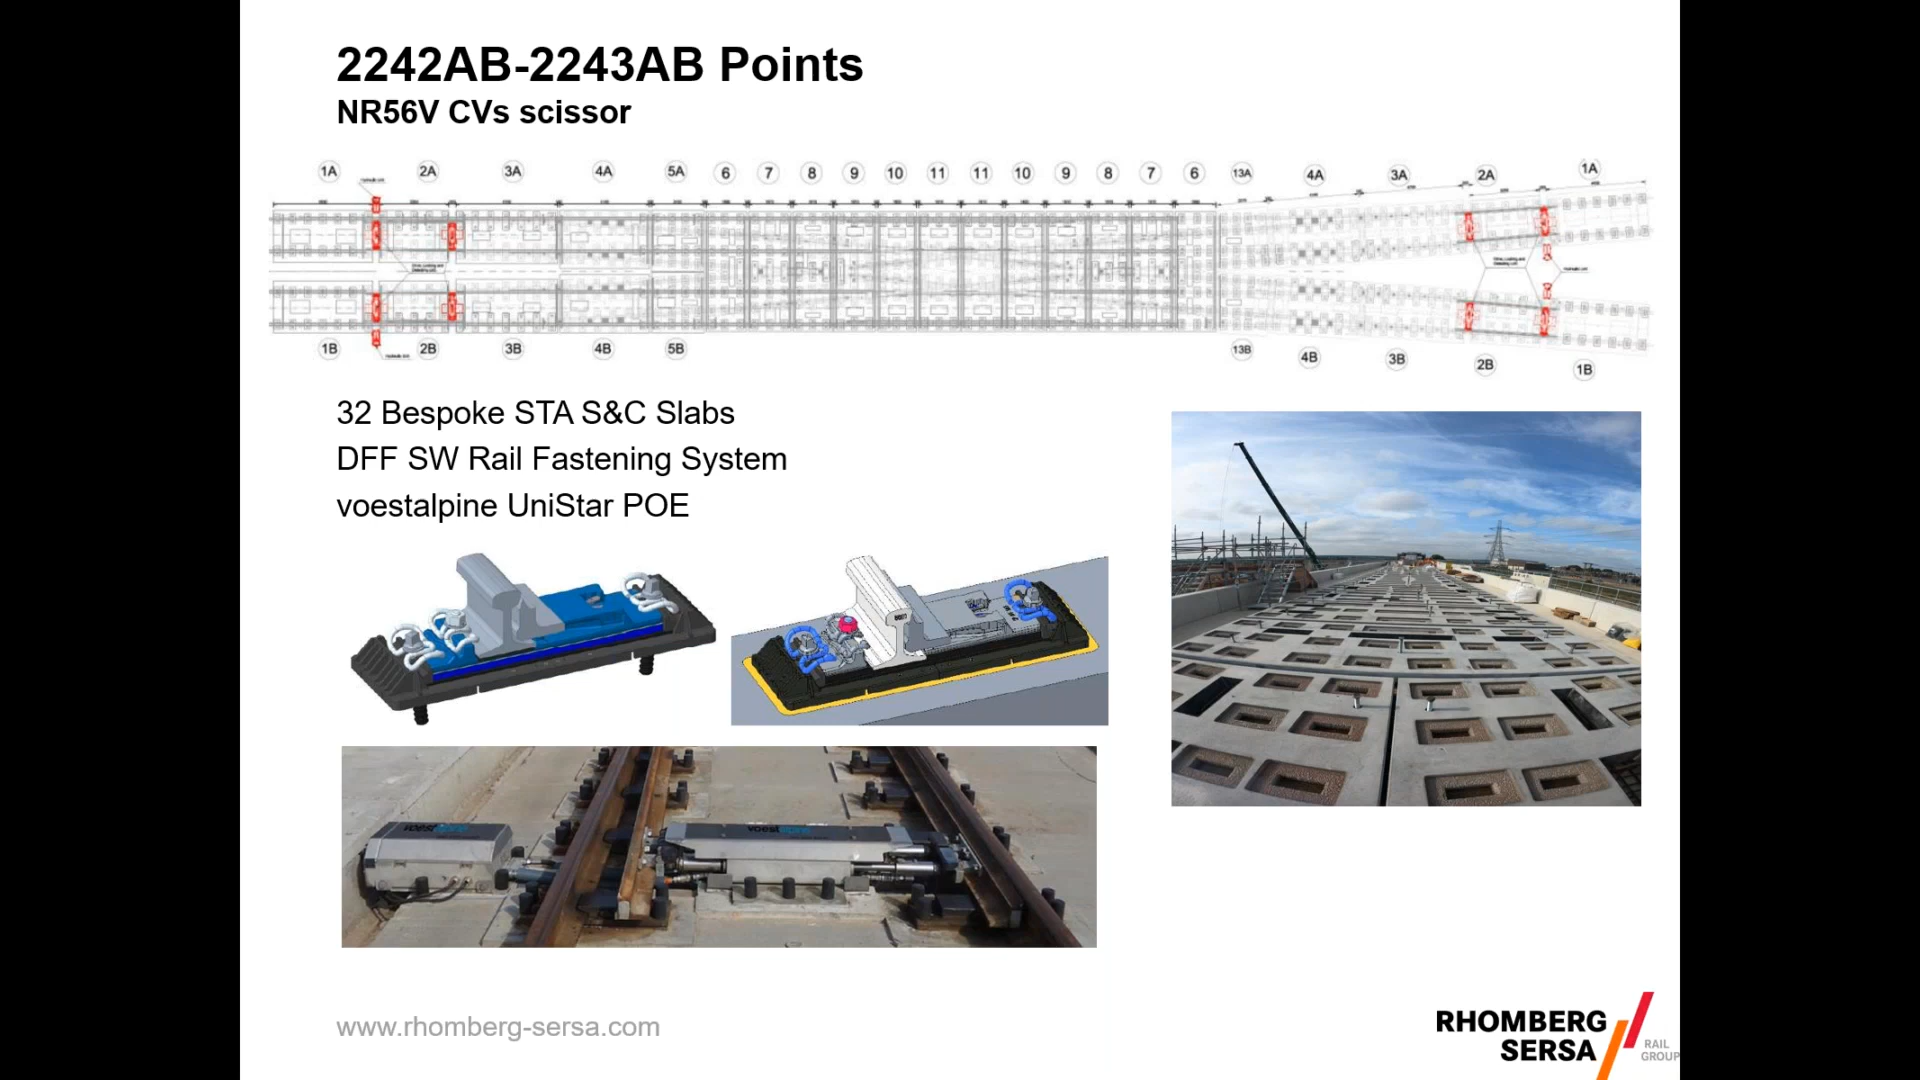 2242AB-2243AB Points
NR56V CVs scissor
1A 2A 3A 4A 5A 6 7 8 9 10 11 11 10 9 8 7 6 13A 4A 3A 2A 1A
1B 2B 3B 4B 5B 13B 4B 3B 2B 1B
32 Bespoke STA S&C Slabs
DFF SW Rail Fastening System
voestalpine UniStar POE
voestalpine voestalpine
www.rhomberg-sersa.com
RHOMBERG
SERSA
RAIL
GROUP